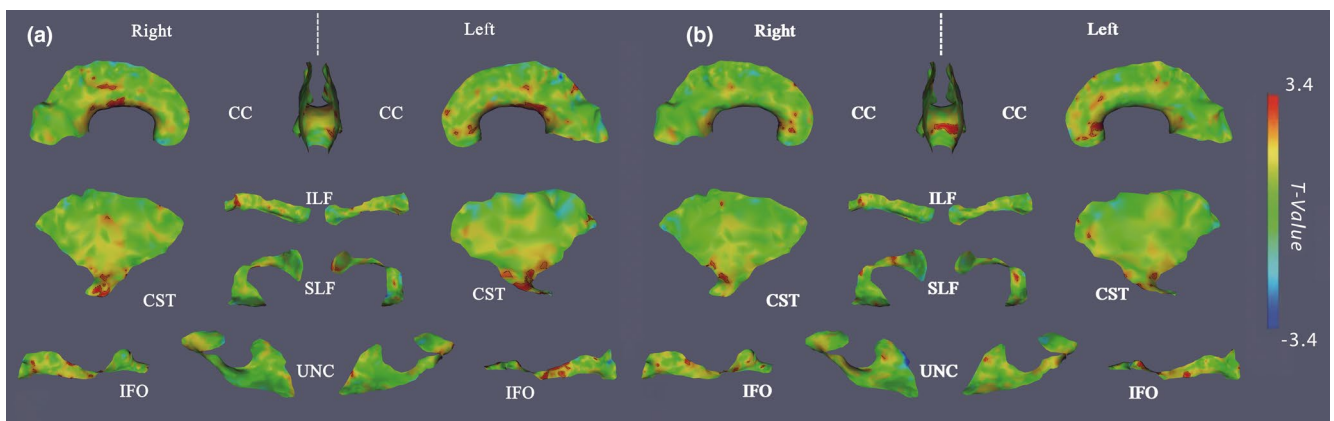 (a) Right Left (b) Right Left
CC CC CC CC
3.4
ILF ILF
T-Value
SLF SLF
CST CST CST CST
-3.4
UNC UNC
IFO IFO IFO IFO